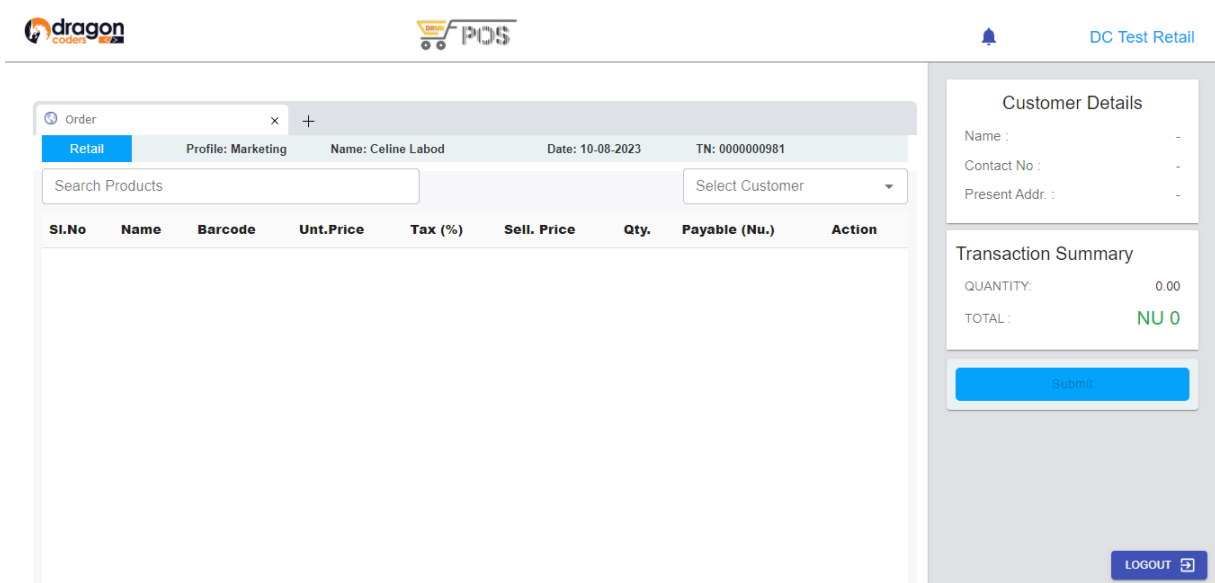 dragon
coders </>
DRUK POS
DC Test Retail
Order × +
Retail Profile: Marketing Name: Celine Labod Date: 10-08-2023 TN: 0000000981
Search Products Select Customer
Sl.No Name Barcode Unt.Price Tax (%) Sell. Price Qty. Payable (Nu.) Action
Customer Details
Name : -
Contact No : -
Present Addr. : -
Transaction Summary
QUANTITY: 0.00
TOTAL : NU 0
Submit
LOGOUT